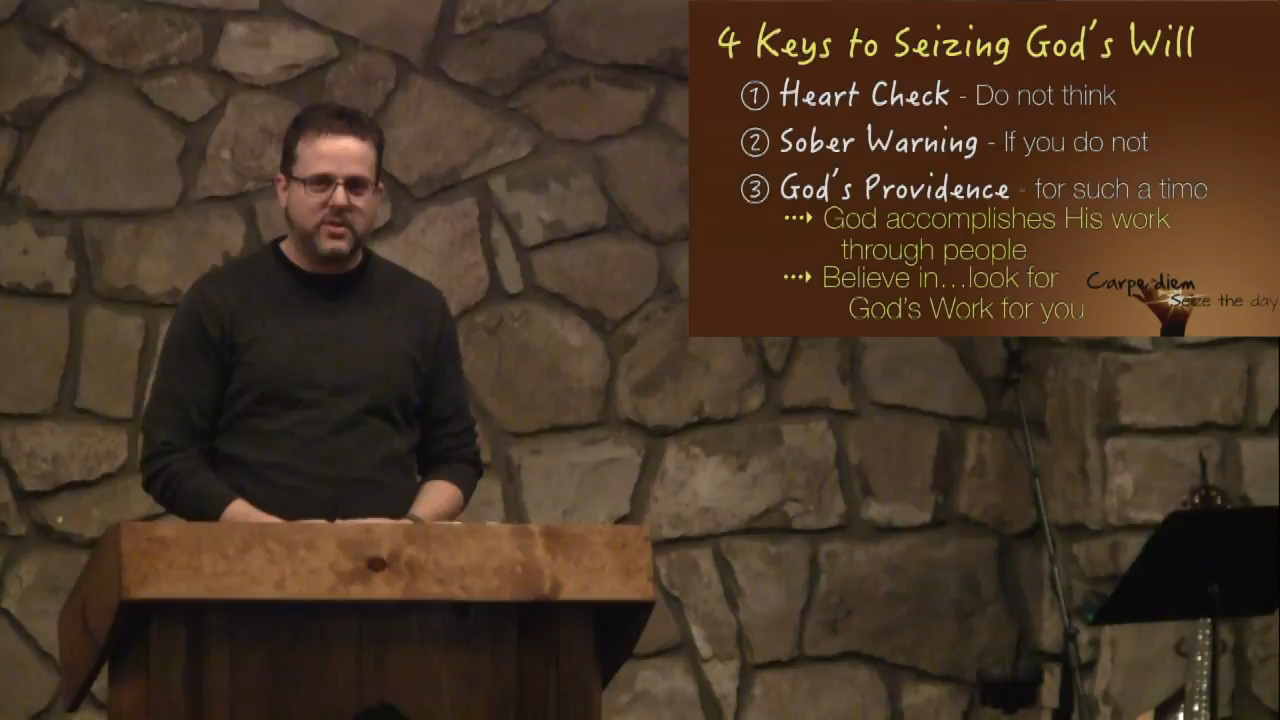 4 Keys to Seizing God's Will
① Heart Check - Do not think
② Sober Warning - If you do not
③ God's Providence - for such a time
God accomplishes His work
through people
Believe in...look for
God's Work for you
Carpe diem
Seize the day